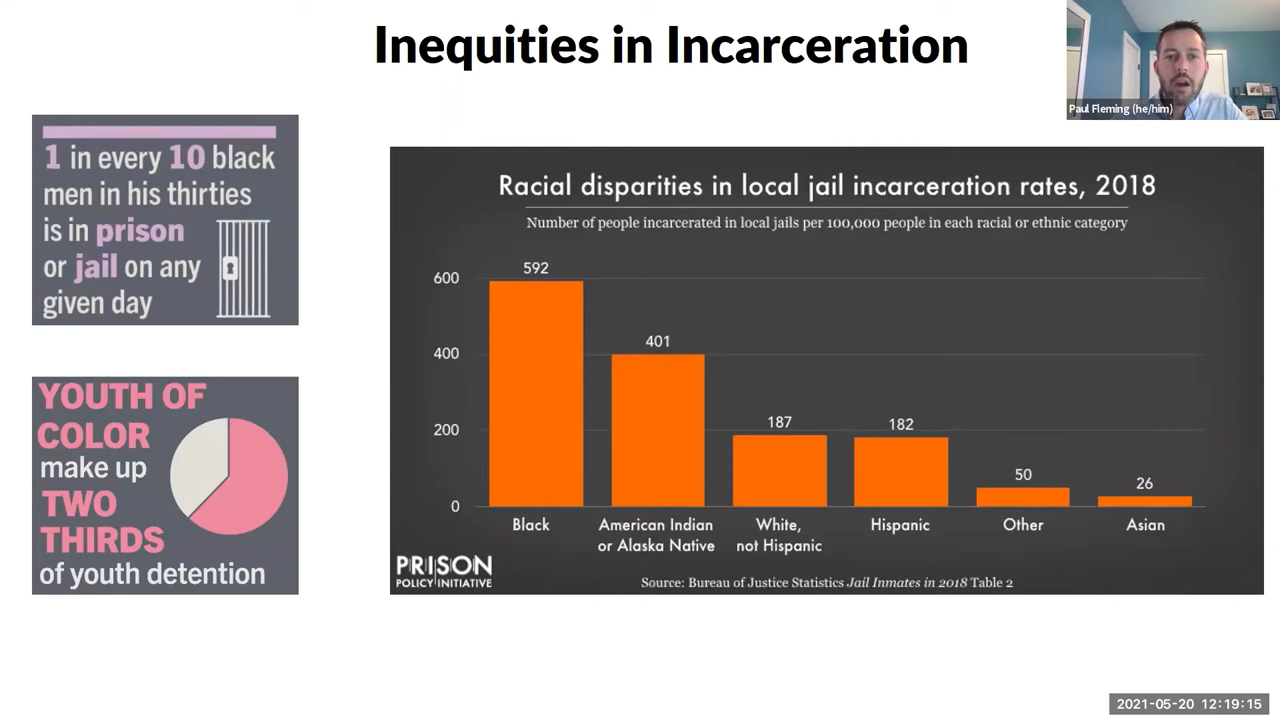 Inequities in Incarceration
Paul Fleming (he/him)
1 in every 10 black
men in his thirties
is in prison
or jail on any
given day
YOUTH OF
COLOR
make up
TWO
THIRDS
of youth detention
Racial disparities in local jail incarceration rates, 2018
Number of people incarcerated in local jails per 100,000 people in each racial or ethnic category
600
400
200
0
592
401
187
182
50
26
Black
American Indian
or Alaska Native
White,
not Hispanic
Hispanic
Other
Asian
PRISON
POLICY INITIATIVE
Source: Bureau of Justice Statistics Jail Inmates in 2018 Table 2
2021-05-20 12:19:15